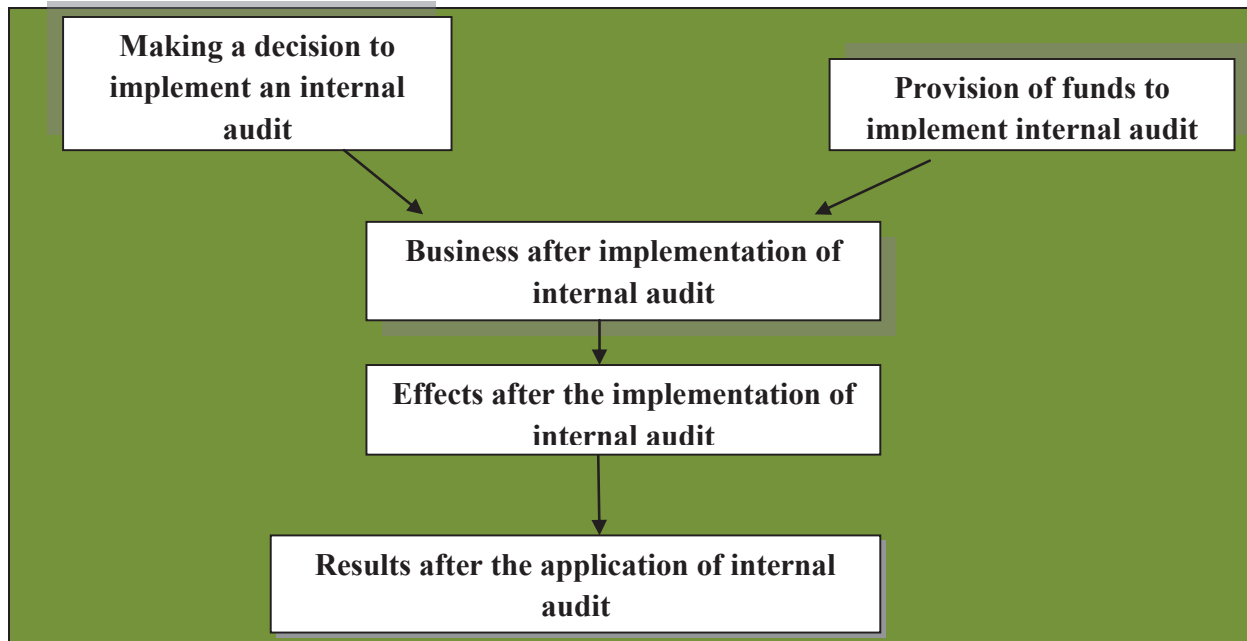 Making a decision to
implement an internal
audit
Provision of funds to
implement internal audit
Business after implementation of
internal audit
Effects after the implementation of
internal audit
Results after the application of internal
audit